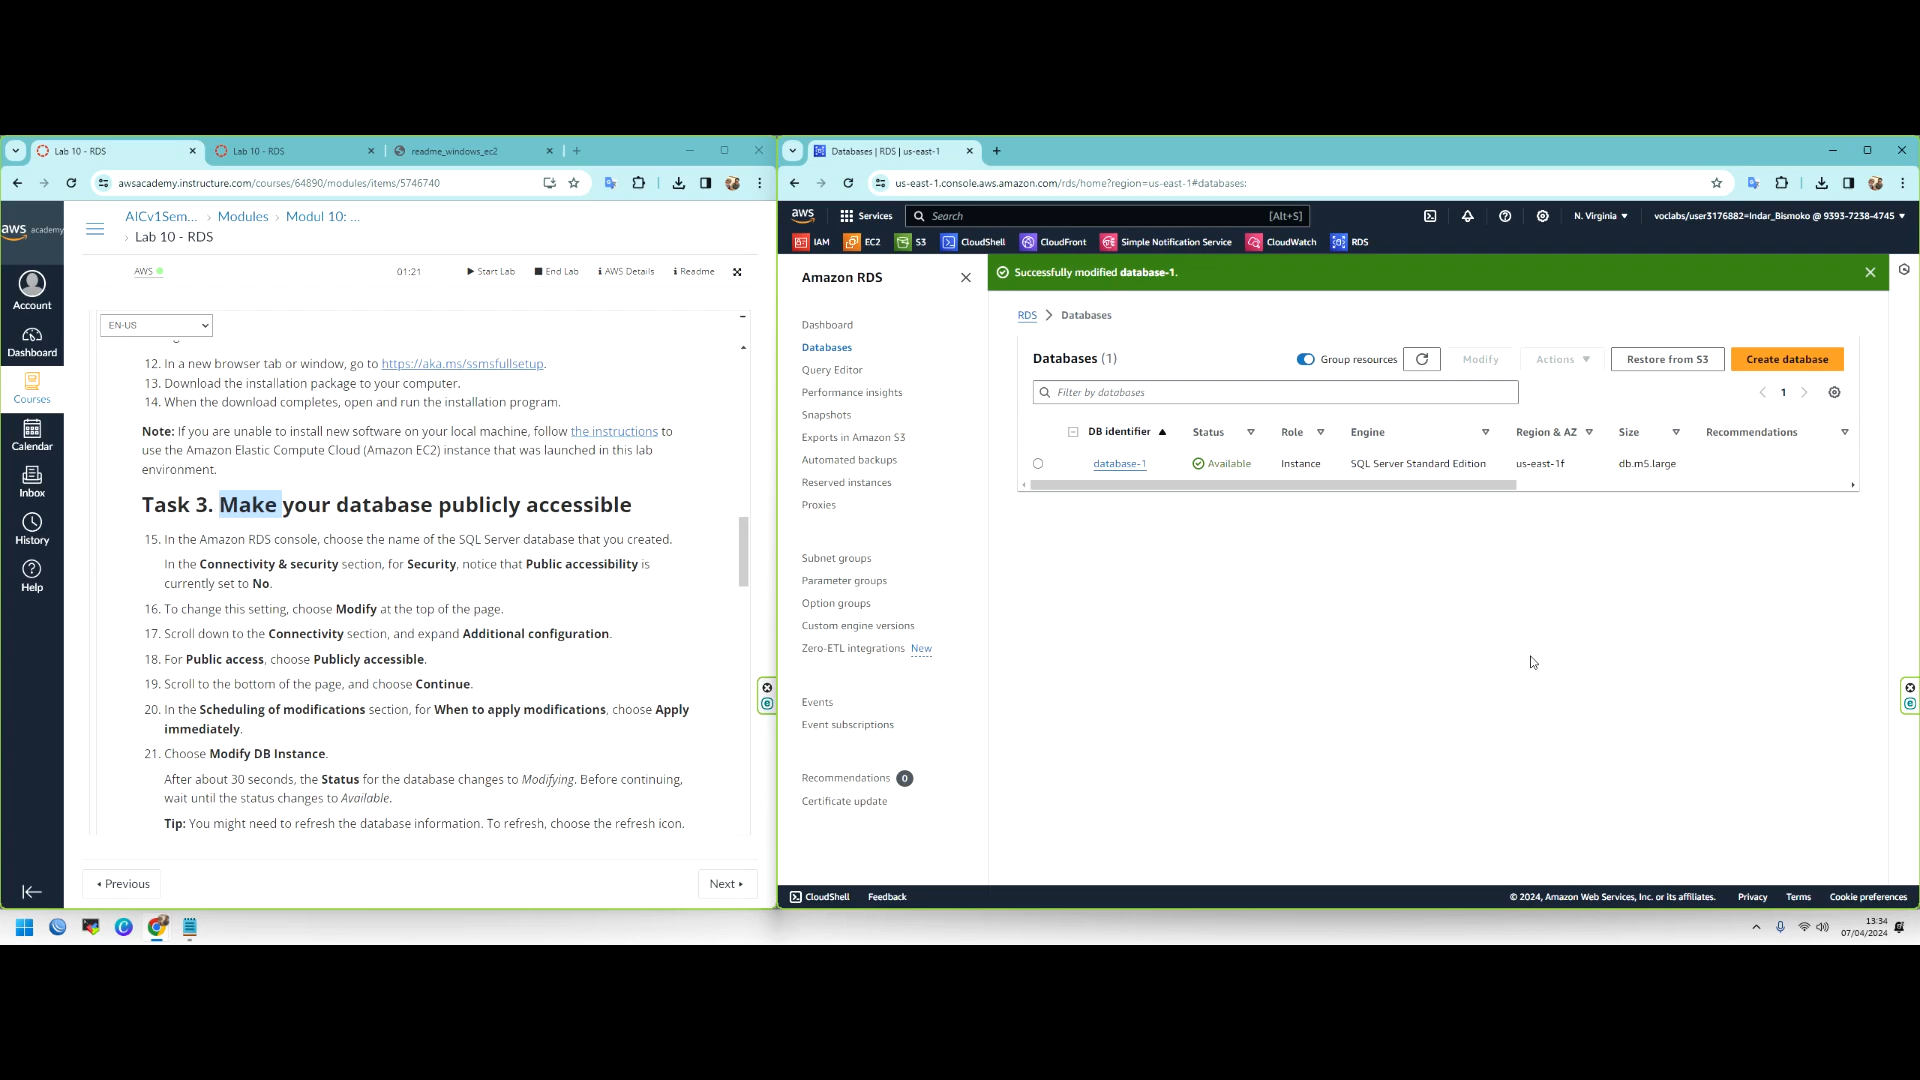 Lab 10 - RDS
Lab 10 - RDS
readme_windows_ec2
awsacademy.instructure.com/courses/64890/modules/items/5746740
aws academy
Account
Dashboard
Courses
Calendar
Inbox
History
Help
AICv1Sem... › Modules › Modul 10: ...
› Lab 10 - RDS
AWS
01:21
Start Lab
End Lab
AWS Details
Readme
EN-US
12. In a new browser tab or window, go to https://aka.ms/ssmsfullsetup.
13. Download the installation package to your computer.
14. When the download completes, open and run the installation program.
Note: If you are unable to install new software on your local machine, follow the instructions to
use the Amazon Elastic Compute Cloud (Amazon EC2) instance that was launched in this lab
environment.
Task 3. Make your database publicly accessible
15. In the Amazon RDS console, choose the name of the SQL Server database that you created.
In the Connectivity & security section, for Security, notice that Public accessibility is
currently set to No.
16. To change this setting, choose Modify at the top of the page.
17. Scroll down to the Connectivity section, and expand Additional configuration.
18. For Public access, choose Publicly accessible.
19. Scroll to the bottom of the page, and choose Continue.
20. In the Scheduling of modifications section, for When to apply modifications, choose Apply
immediately.
21. Choose Modify DB Instance.
After about 30 seconds, the Status for the database changes to Modifying. Before continuing,
wait until the status changes to Available.
Tip: You might need to refresh the database information. To refresh, choose the refresh icon.
Previous
Next
Databases | RDS | us-east-1
us-east-1.console.aws.amazon.com/rds/home?region=us-east-1#databases:
aws
Services
Search
[Alt+S]
N. Virginia
voclabs/user3176882=Indar_Bismoko @ 9393-7238-4745
IAM
EC2
S3
CloudShell
CloudFront
Simple Notification Service
CloudWatch
RDS
Amazon RDS
Dashboard
Databases
Query Editor
Performance insights
Snapshots
Exports in Amazon S3
Automated backups
Reserved instances
Proxies
Subnet groups
Parameter groups
Option groups
Custom engine versions
Zero-ETL integrations New
Events
Event subscriptions
Recommendations 0
Certificate update
Successfully modified database-1.
RDS > Databases
Databases (1)
Group resources
Modify
Actions
Restore from S3
Create database
Filter by databases
1
DB identifier
Status
Role
Engine
Region & AZ
Size
Recommendations
database-1
Available
Instance
SQL Server Standard Edition
us-east-1f
db.m5.large
CloudShell
Feedback
© 2024, Amazon Web Services, Inc. or its affiliates.
Privacy
Terms
Cookie preferences
13:34
07/04/2024